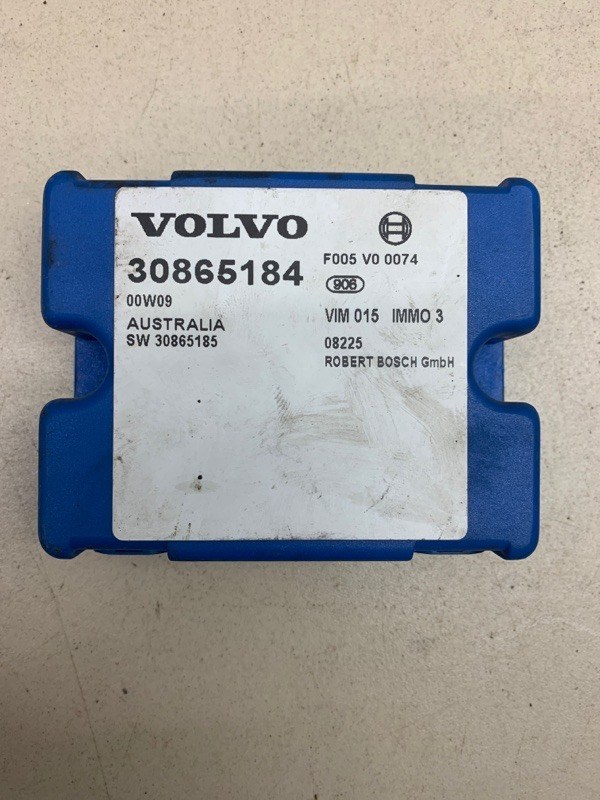 VOLVO
30865184
00W09
AUSTRALIA
SW 30865185
F005 V0 0074
906
VIM 015 IMMO 3
08225
ROBERT BOSCH GmbH